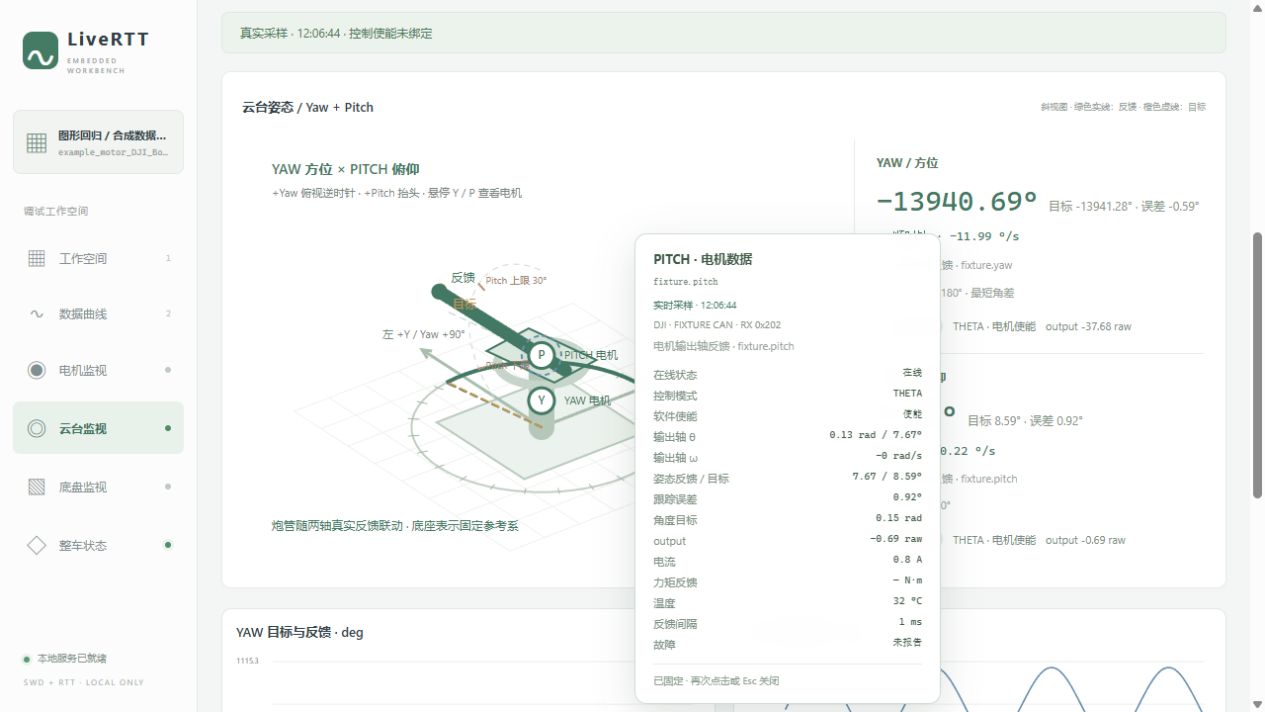 LiveRTT
EMBEDDED
WORKBENCH
图形回归 / 合成数据...
example_motor_DJI_Bo…
调试工作空间
工作空间 1
数据曲线 2
电机监视
云台监视
底盘监视
整车状态
本地服务已就绪
SWD + RTT · LOCAL ONLY
真实采样 · 12:06:44 · 控制使能未绑定
云台姿态 / Yaw + Pitch
斜视图 · 绿色实线：反馈 · 橙色虚线：目标
YAW 方位 × PITCH 俯仰
+Yaw 俯视逆时针 · +Pitch 抬头 · 悬停 Y / P 查看电机
反馈
Pitch 上限 30°
目标
左 +Y / Yaw +90°
P
PITCH 电机
Y
YAW 电机
炮管随两轴真实反馈联动 · 底座表示固定参考系
YAW / 方位
-13940.69° 目标 -13941.28° · 误差 -0.59°
· -11.99 °/s
馈 · fixture.yaw
180° · 最短角差
THETA · 电机使能 output -37.68 raw
° 目标 8.59° · 误差 0.92°
0.22 °/s
馈 · fixture.pitch
0°
THETA · 电机使能 output -0.69 raw
PITCH · 电机数据
fixture.pitch
实时采样 · 12:06:44
DJI · FIXTURE CAN · RX 0x202
电机输出轴反馈 · fixture.pitch
在线状态 在线
控制模式 THETA
软件使能 使能
输出轴 θ 0.13 rad / 7.67°
输出轴 ω -0 rad/s
姿态反馈 / 目标 7.67 / 8.59°
跟踪误差 0.92°
角度目标 0.15 rad
output -0.69 raw
电流 0.8 A
力矩反馈 — N·m
温度 32 °C
反馈间隔 1 ms
故障 未报告
已固定 · 再次点击或 Esc 关闭
YAW 目标与反馈 · deg
1115.3